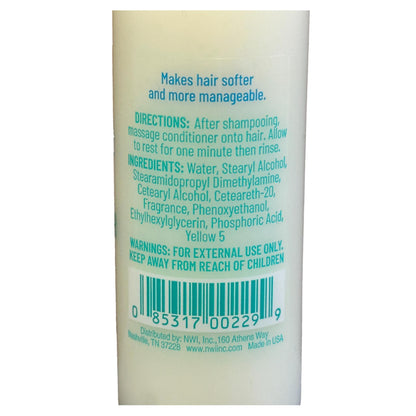 Makes hair softer
and more manageable.
DIRECTIONS: After shampooing,
massage conditioner onto hair. Allow
to rest for one minute then rinse.
INGREDIENTS: Water, Stearyl Alcohol,
Stearamidopropyl Dimethylamine,
Cetearyl Alcohol, Ceteareth-20,
Fragrance, Phenoxyethanol,
Ethylhexylglycerin, Phosphoric Acid,
Yellow 5
WARNINGS: FOR EXTERNAL USE ONLY.
KEEP AWAY FROM REACH OF CHILDREN
0 85317 00229 9
Distributed by: NWI, Inc., 160 Athens Way
Nashville, TN 37228 www.nwiinc.com Made in USA